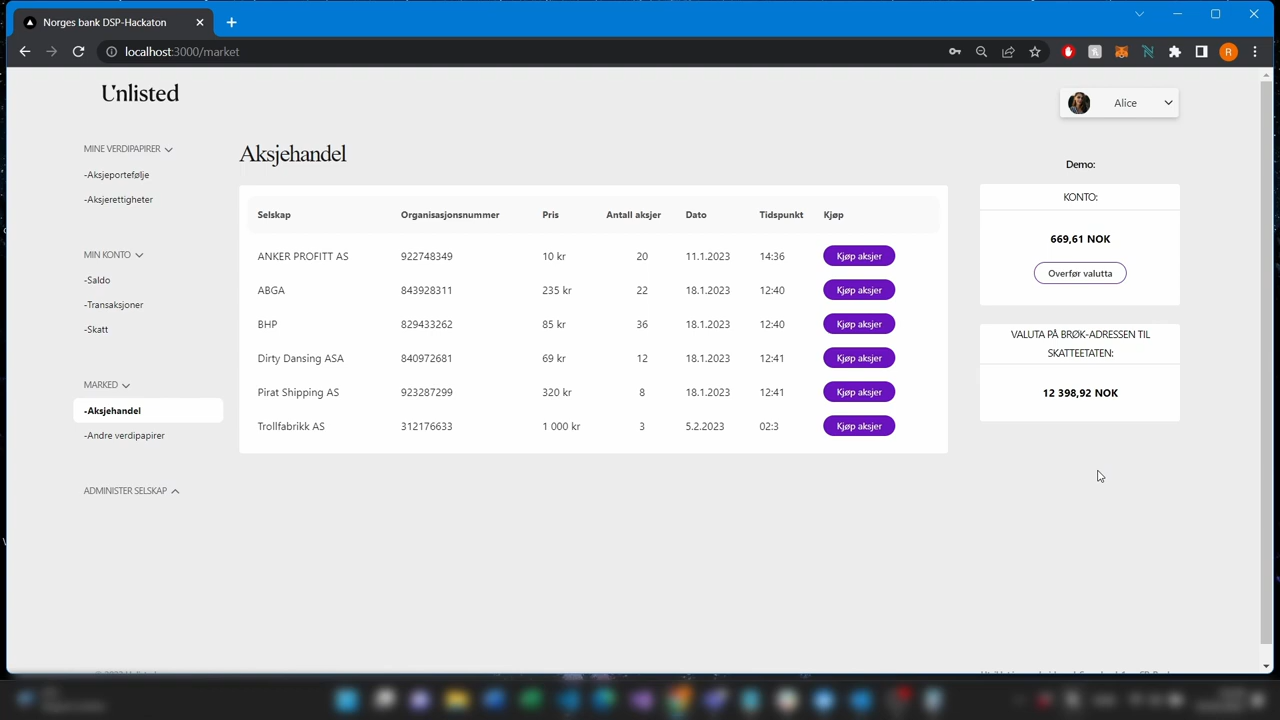 Norges bank DSP-Hackaton
localhost:3000/market
Unlisted
Alice
MINE VERDIPAPIRER
-Aksjeportefølje
-Aksjerettigheter
MIN KONTO
-Saldo
-Transaksjoner
-Skatt
MARKED
-Aksjehandel
-Andre verdipapirer
ADMINISTER SELSKAP
Aksjehandel
Selskap Organisasjonsnummer Pris Antall aksjer Dato Tidspunkt Kjøp
ANKER PROFITT AS 922748349 10 kr 20 11.1.2023 14:36 Kjøp aksjer
ABGA 843928311 235 kr 22 18.1.2023 12:40 Kjøp aksjer
BHP 829433262 85 kr 36 18.1.2023 12:40 Kjøp aksjer
Dirty Dansing ASA 840972681 69 kr 12 18.1.2023 12:41 Kjøp aksjer
Pirat Shipping AS 923287299 320 kr 8 18.1.2023 12:41 Kjøp aksjer
Trollfabrikk AS 312176633 1 000 kr 3 5.2.2023 02:3 Kjøp aksjer
Demo:
KONTO:
669,61 NOK
Overfør valutta
VALUTA PÅ BRØK-ADRESSEN TIL
SKATTEETATEN:
12 398,92 NOK